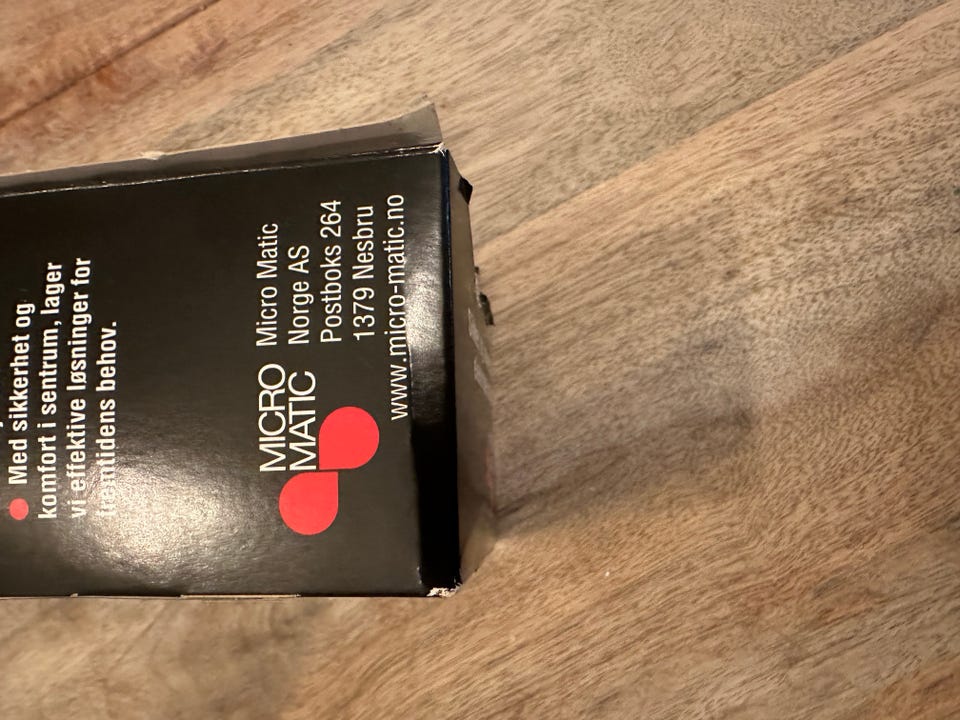 Med sikkerhet og
komfort i sentrum, lager
vi effektive løsninger for
fremtidens behov.
MICRO
MATIC
Micro Matic
Norge AS
Postboks 264
1379 Nesbru
www.micro-matic.no